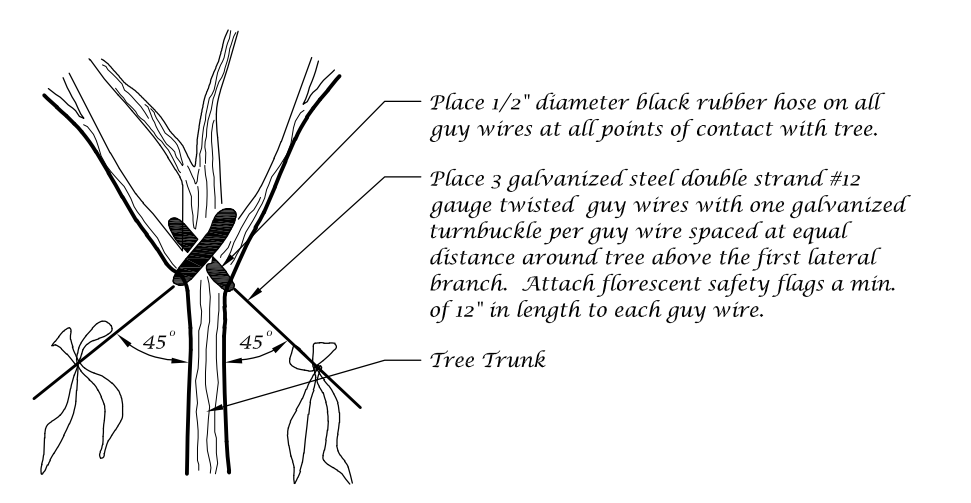 Place 1/2" diameter black rubber hose on all
guy wires at all points of contact with tree.
Place 3 galvanized steel double strand #12
gauge twisted guy wires with one galvanized
turnbuckle per guy wire spaced at equal
distance around tree above the first lateral
branch. Attach florescent safety flags a min.
of 12" in length to each guy wire.
45° 45°
Tree Trunk